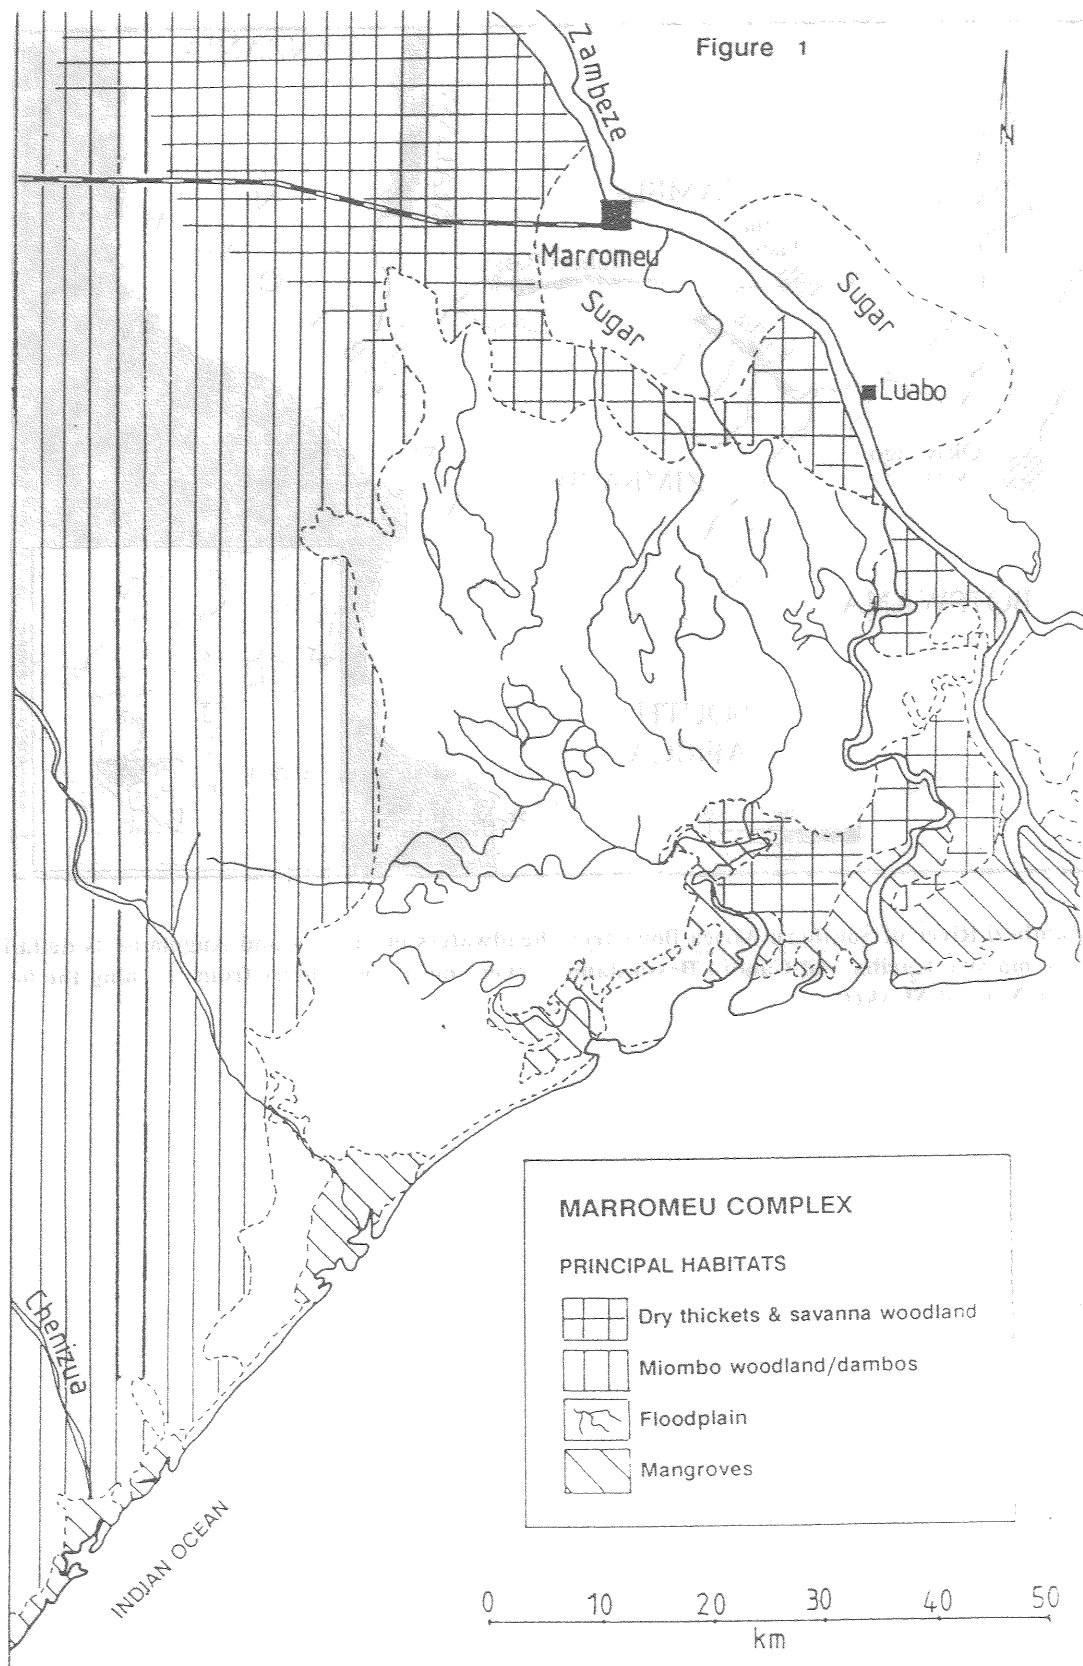 Figure 1
Zambeze
N
Marromeu
Sugar
Sugar
Luabo
MARROMEU COMPLEX
PRINCIPAL HABITATS
Dry thickets & savanna woodland
Miombo woodland/dambos
Floodplain
Mangroves
Chenizua
INDIAN OCEAN
0 10 20 30 40 50
km